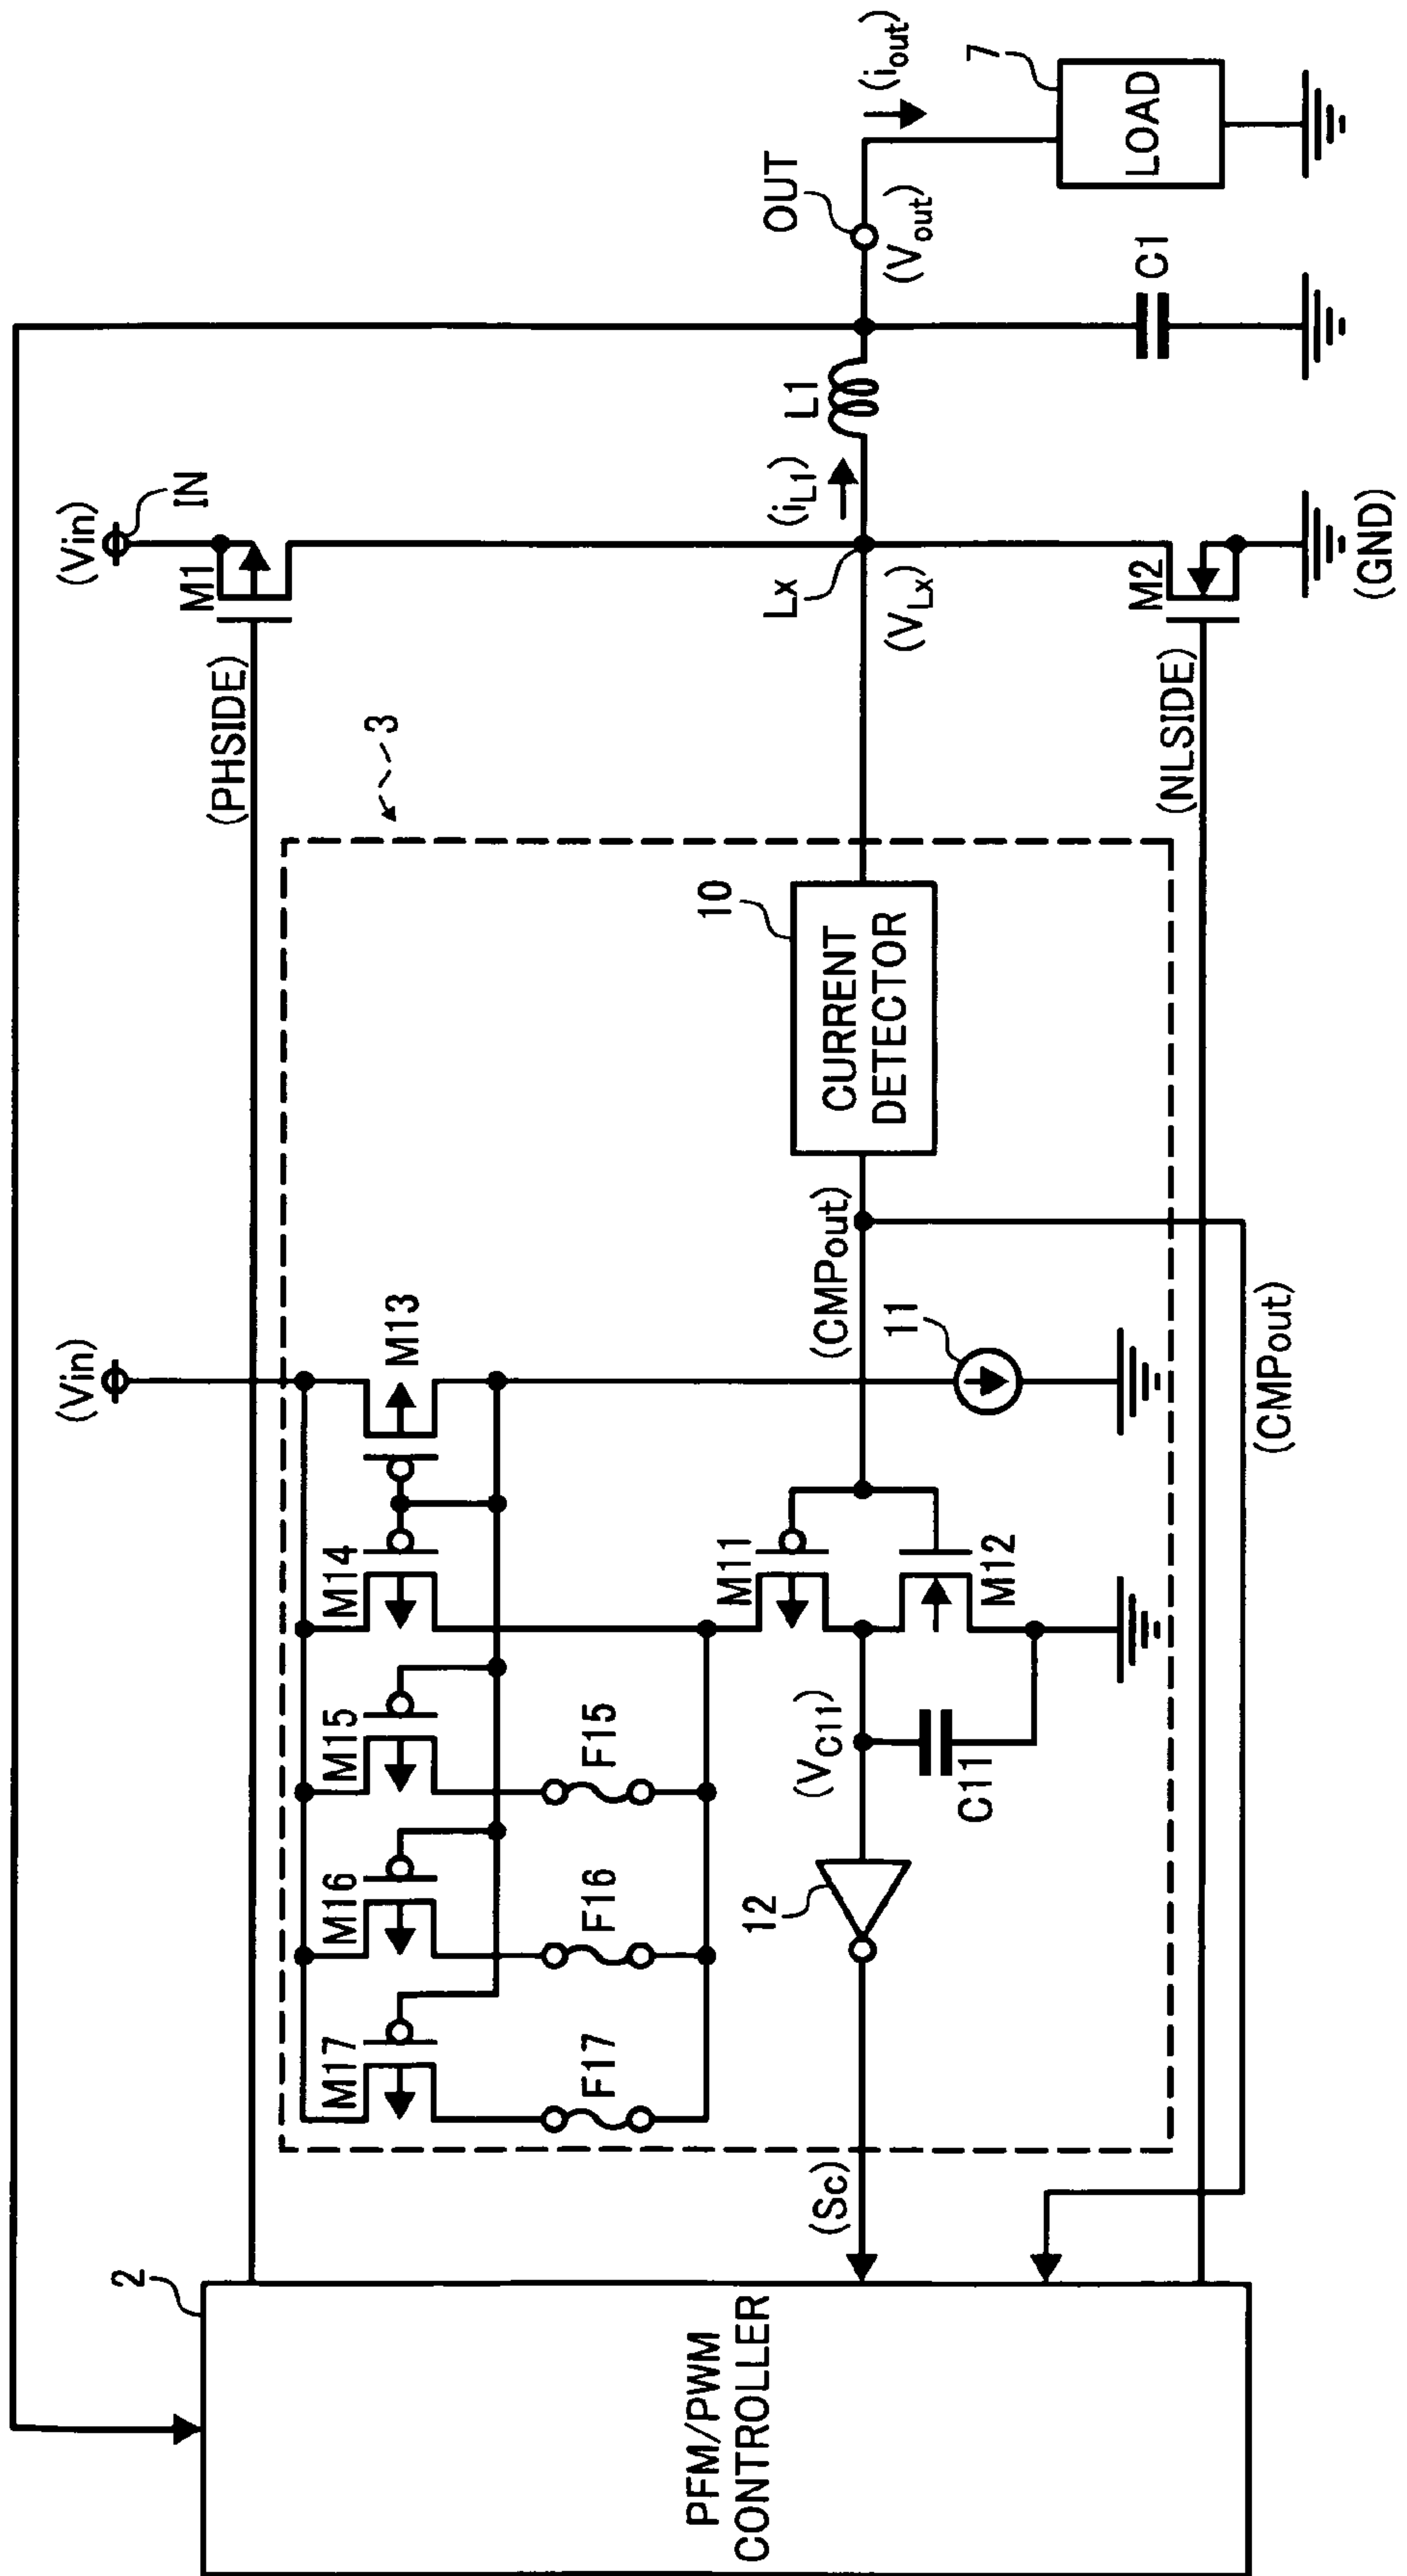 (Vin)
IN
M1
(PHSIDE)
3
(Vin)
M13
M14
M15
M16
M17
F15
F16
F17
2
PFM/PWM
CONTROLLER
10
CURRENT
DETECTOR
(CMPout)
11
M11
M12
(VC11)
C11
12
(Sc)
(CMPout)
(NLSIDE)
M2
(GND)
Lx
(VLx)
(iL1)
L1
C1
OUT
(Vout)
(iout)
7
LOAD